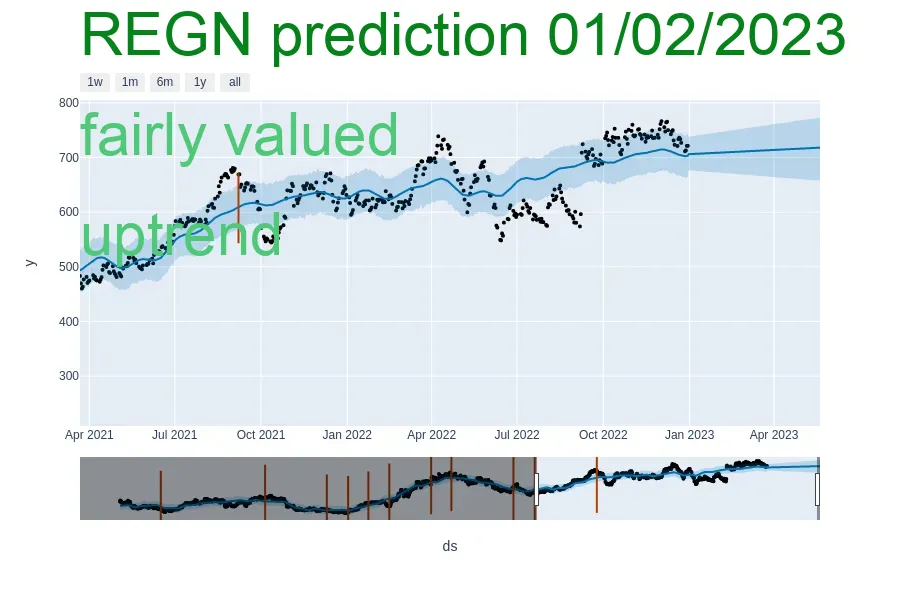 REGN prediction 01/02/2023
1w 1m 6m 1y all
800
fairly valued
700
600
uptrend
500
y
400
300
Apr 2021 Jul 2021 Oct 2021 Jan 2022 Apr 2022 Jul 2022 Oct 2022 Jan 2023 Apr 2023
ds